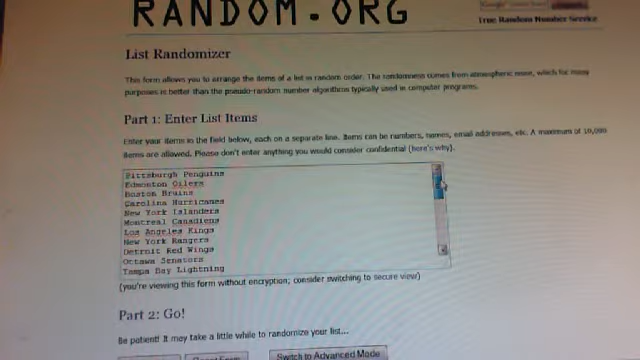 RANDOM.ORG
True Random Number Service
List Randomizer
This form allows you to arrange the items of a list in random order. The randomness comes from atmospheric noise, which for many
purposes is better than the pseudo-random number algorithms typically used in computer programs.
Part 1: Enter List Items
Enter your items in the field below, each on a separate line. Items can be numbers, names, email addresses, etc. A maximum of 10,000
items are allowed. Please don't enter anything you would consider confidential (here's why).
Pittsburgh Penguins
Edmonton Oilers
Boston Bruins
Carolina Hurricanes
New York Islanders
Montreal Canadiens
Los Angeles Kings
New York Rangers
Detroit Red Wings
Ottawa Senators
Tampa Bay Lightning
(you're viewing this form without encryption; consider switching to secure view)
Part 2: Go!
Be patient! It may take a little while to randomize your list...
Switch to Advanced Mode